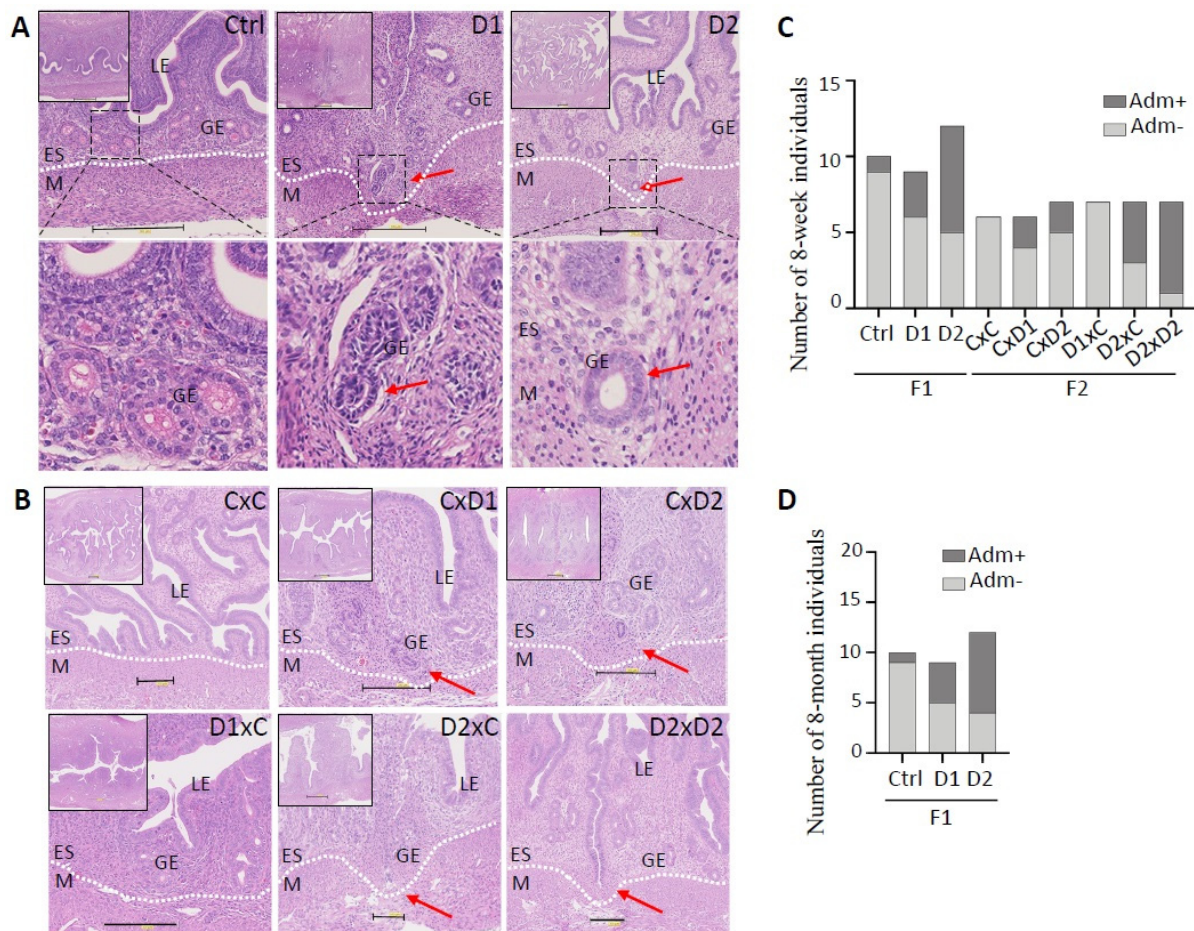 A
Ctrl
LE
GE
ES
M
D1
GE
ES
M
D2
LE
GE
ES
M
GE
GE
ES
GE
M
B
CxC
LE
ES
M
CxD1
LE
ES
GE
M
CxD2
GE
ES
M
D1xC
LE
ES
GE
M
D2xC
LE
ES
GE
M
D2xD2
LE
ES
GE
M
C
Number of 8-week individuals
15
10
5
0
Adm+
Adm-
Ctrl D1 D2 CxC CxD1 CxD2 D1xC D2xC D2xD2
F1 F2
D
Number of 8-month individuals
20
15
10
5
0
Adm+
Adm-
Ctrl D1 D2
F1